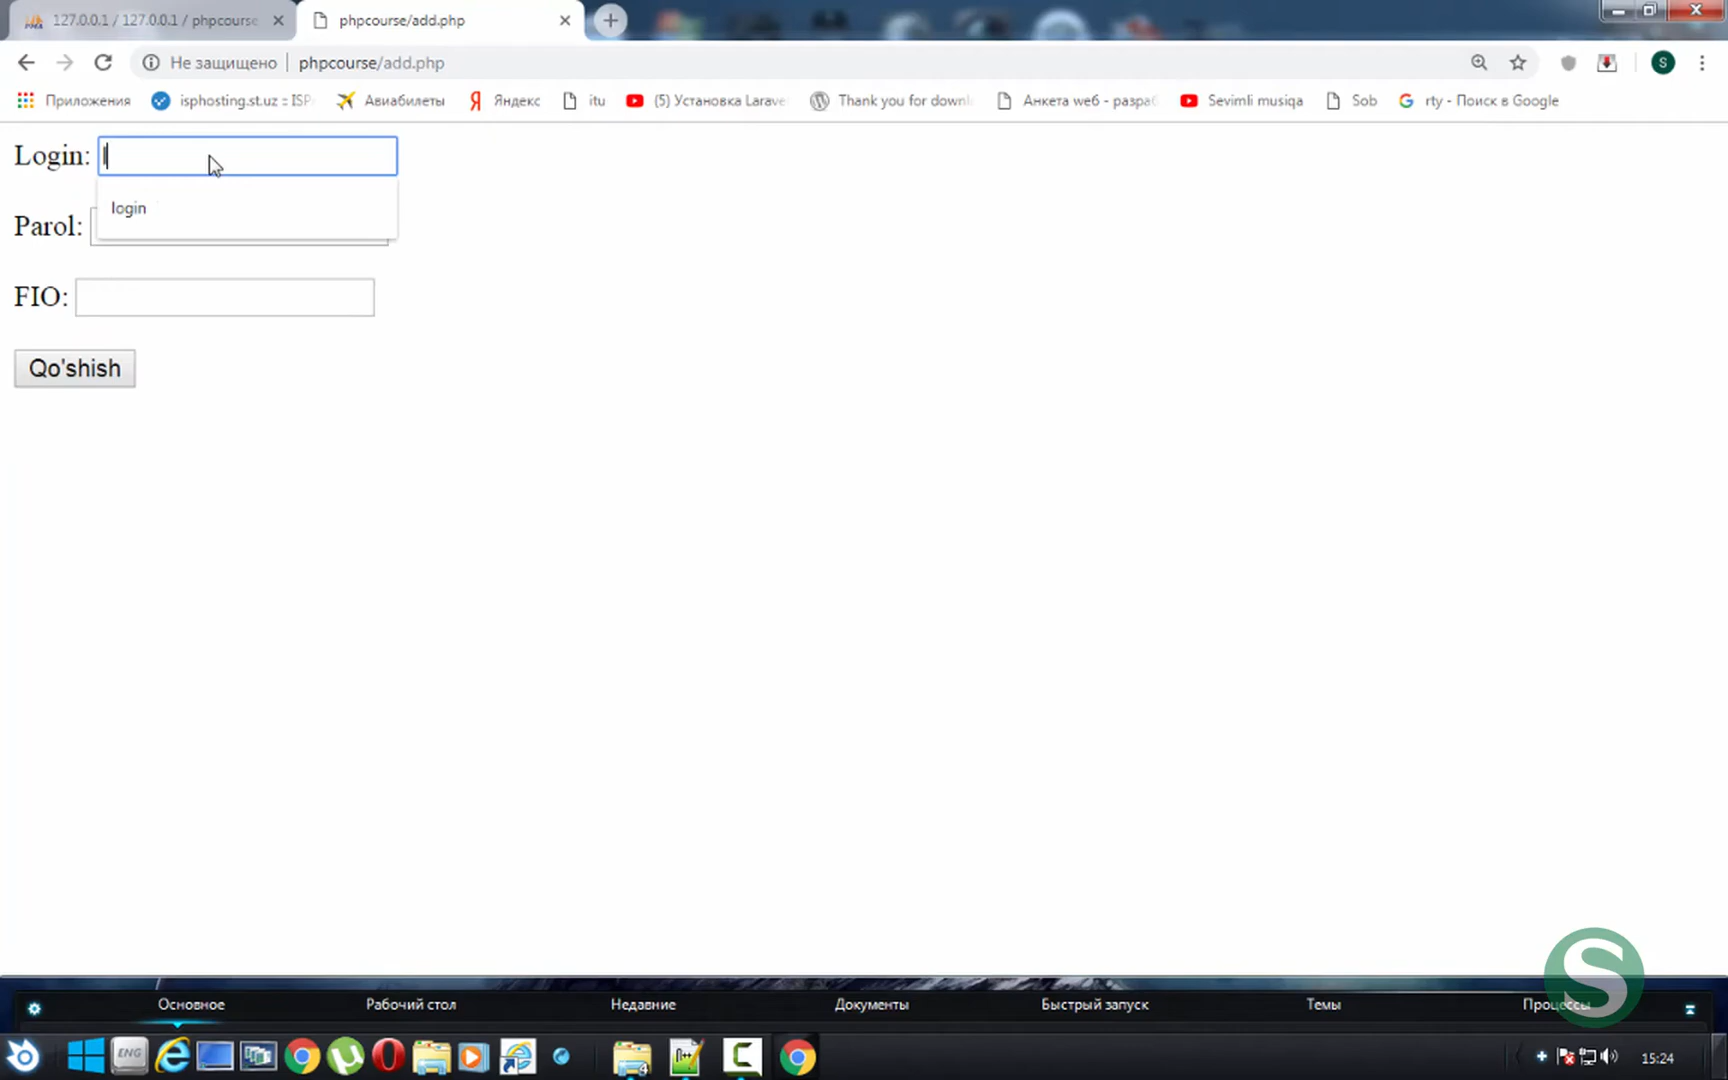 127.0.0.1 / 127.0.0.1 / phpcourse
phpcourse/add.php
Не защищено
phpcourse/add.php
S
Приложения
isphosting.st.uz :: ISP
Авиабилеты
Яндекс
itu
(5) Установка Larave
Thank you for downl
Анкета web - разраб
Sevimli musiqa
Sob
rty - Поиск в Google
Login: l
login
Parol:
FIO:
Qo'shish
S
Основное
Рабочий стол
Недавние
Документы
Быстрый запуск
Темы
Процессы
ENG
15:24